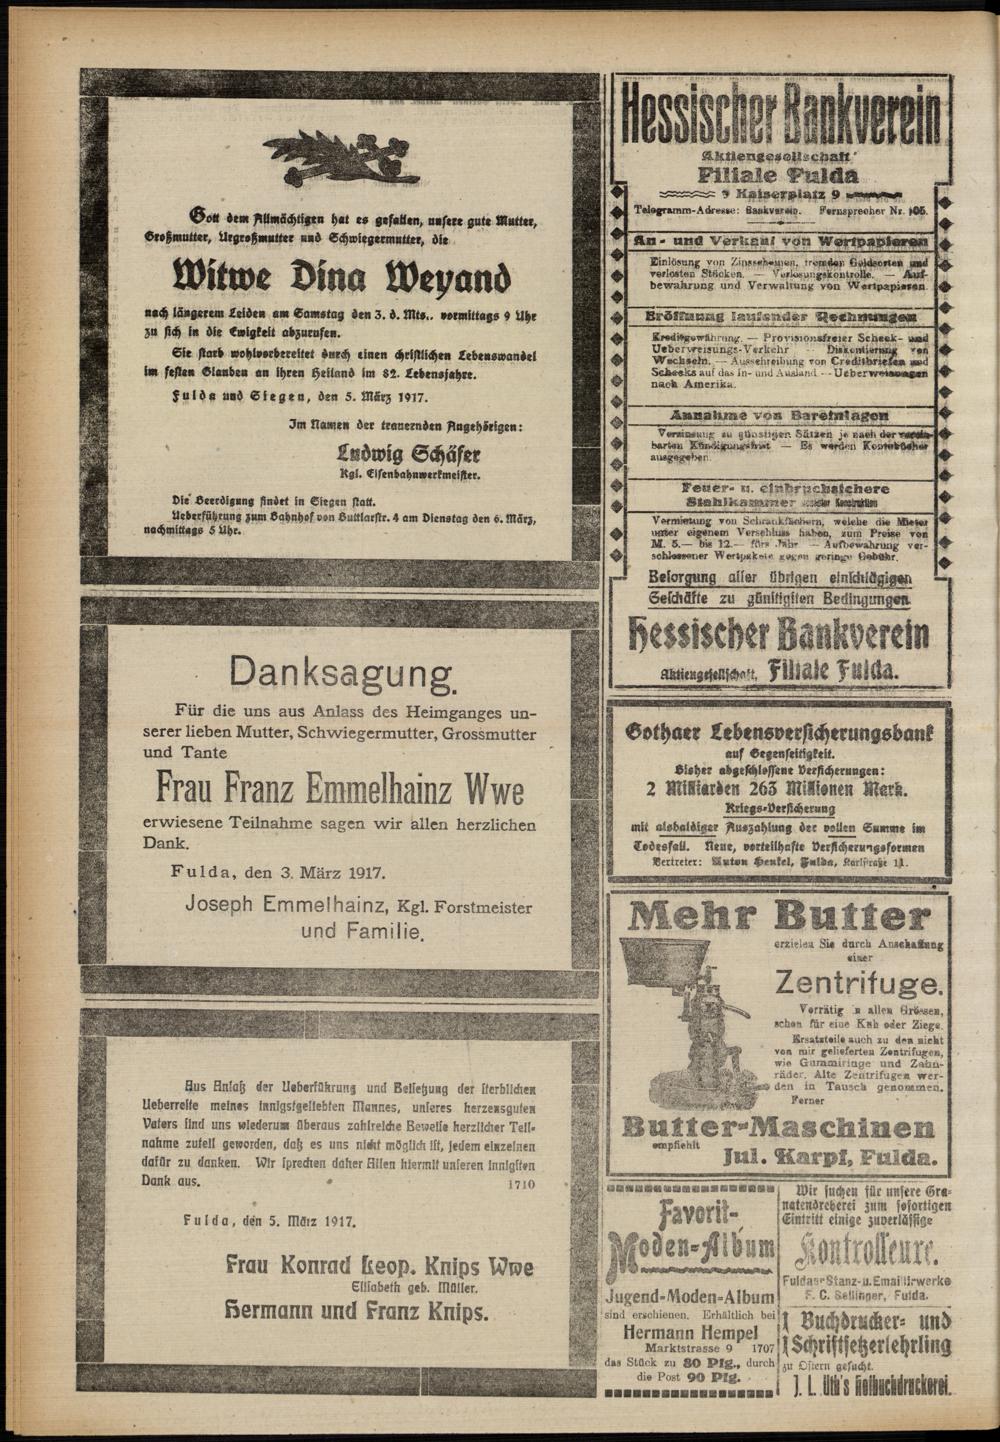 Gott dem Allmächtigen hat es gefallen, unsere gute Mutter,
Großmutter, Urgroßmutter und Schwiegermutter, die
Witwe Dina Weyand
nach längerem Leiden am Samstag den 3. d. Mts., vormittags 9 Uhr
zu sich in die Ewigkeit abzurufen.
Sie starb wohlvorbereitet durch einen christlichen Lebenswandel
im festen Glauben an ihren Heiland im 82. Lebensjahre.
Fulda und Siegen, den 5. März 1917.
Im Namen der trauernden Angehörigen:
Ludwig Schäfer
Kgl. Eisenbahnwerkmeister.
Die Beerdigung findet in Siegen statt.
Ueberführung zum Bahnhof von Buttlarstr. 4 am Dienstag den 6. März,
nachmittags 5 Uhr.
Danksagung.
Für die uns aus Anlass des Heimganges un-
serer lieben Mutter, Schwiegermutter, Grossmutter
und Tante
Frau Franz Emmelhainz Wwe
erwiesene Teilnahme sagen wir allen herzlichen
Dank.
Fulda, den 3. März 1917.
Joseph Emmelhainz, Kgl. Forstmeister
und Familie.
Aus Anlaß der Ueberführung und Beisetzung der sterblichen
Ueberreste meines innigstgeliebten Mannes, unseres herzensguten
Vaters sind uns wiederum überaus zahlreiche Beweise herzlicher Teil-
nahme zuteil geworden, daß es uns nicht möglich ist, jedem einzelnen
dafür zu danken. Wir sprechen daher Allen hiermit unseren innigsten
Dank aus. 1710
Fulda, den 5. März 1917.
Frau Konrad Leop. Knips Wwe
Elisabeth geb. Müller.
Hermann und Franz Knips.
Hessischer Bankverein
Aktiengesellschaft
Filiale Fulda
9 Kaiserplatz 9
Telegramm-Adresse: Bankverein. Fernsprecher Nr. 105.
An- und Verkauf von Wertpapieren
Einlösung von Zinsscheinen, fremden Geldsorten und
verlosten Stücken. — Verlosungskontrolle. — Auf-
bewahrung und Verwaltung von Wertpapieren.
Eröffnung laufender Rechnungen
Kreditgewährung. — Provisionsfreier Scheck- und
Ueberweisungs-Verkehr Diskontierung von
Wechseln. — Ausschreibung von Creditbriefen und
Schecks auf das In- und Ausland — Ueberweisungen
nach Amerika.
Annahme von Bareinlagen
Verzinsung zu günstigen Sätzen je nach der verein-
barten Kündigungsfrist — Es werden Kontobücher
ausgegeben.
Feuer- u. einbruchsichere
Stahlkammer Konstruktion
Vermietung von Schrankfächern, welche die Mieter
unter eigenem Verschluss haben, zum Preise von
M. 5.— bis 12.— fürs Jahr — Aufbewahrung ver-
schlossener Wertpakete gegen geringe Gebühr.
Besorgung aller übrigen einschlägigen
Geschäfte zu günstigsten Bedingungen
Hessischer Bankverein
Aktiengesellschaft, Filiale Fulda.
Gothaer Lebensversicherungsbank
auf Gegenseitigkeit.
Bisher abgeschlossene Versicherungen:
2 Milliarden 263 Millionen Mark.
Kriegs-Versicherung
mit alsbaldiger Auszahlung der vollen Summe im
Todesfall. Neue, vorteilhafte Versicherungsformen
Vertreter: Anton Henkel, Fulda, Karlstraße 11.
Mehr Butter
erzielen Sie durch Anschaffung
einer
Zentrifuge.
Vorrätig in allen Grössen,
schon für eine Kuh oder Ziege.
Ersatzteile auch zu den nicht
von mir gelieferten Zentrifugen,
wie Gummiringe und Zahn-
räder. Alte Zentrifugen wer-
den in Tausch genommen.
Ferner
Butter-Maschinen
empfiehlt
Jul. Karpf, Fulda.
Favorit-
Moden-Album
Jugend-Moden-Album
sind erschienen. Erhältlich bei
Hermann Hempel
Marktstrasse 9 1707
das Stück zu 80 Pfg., durch
die Post 90 Pfg.
Wir suchen für unsere Gra-
natendreherei zum sofortigen
Eintritt einige zuverlässige
Kontrolleure.
Fuldaer Stanz- u. Emaillirwerke
F. C. Bellinger, Fulda.
1 Buchdrucker- und
1 Schriftsetzerlehrling
zu Ostern gesucht.
J. L. Uth's Hofbuchdruckerei.